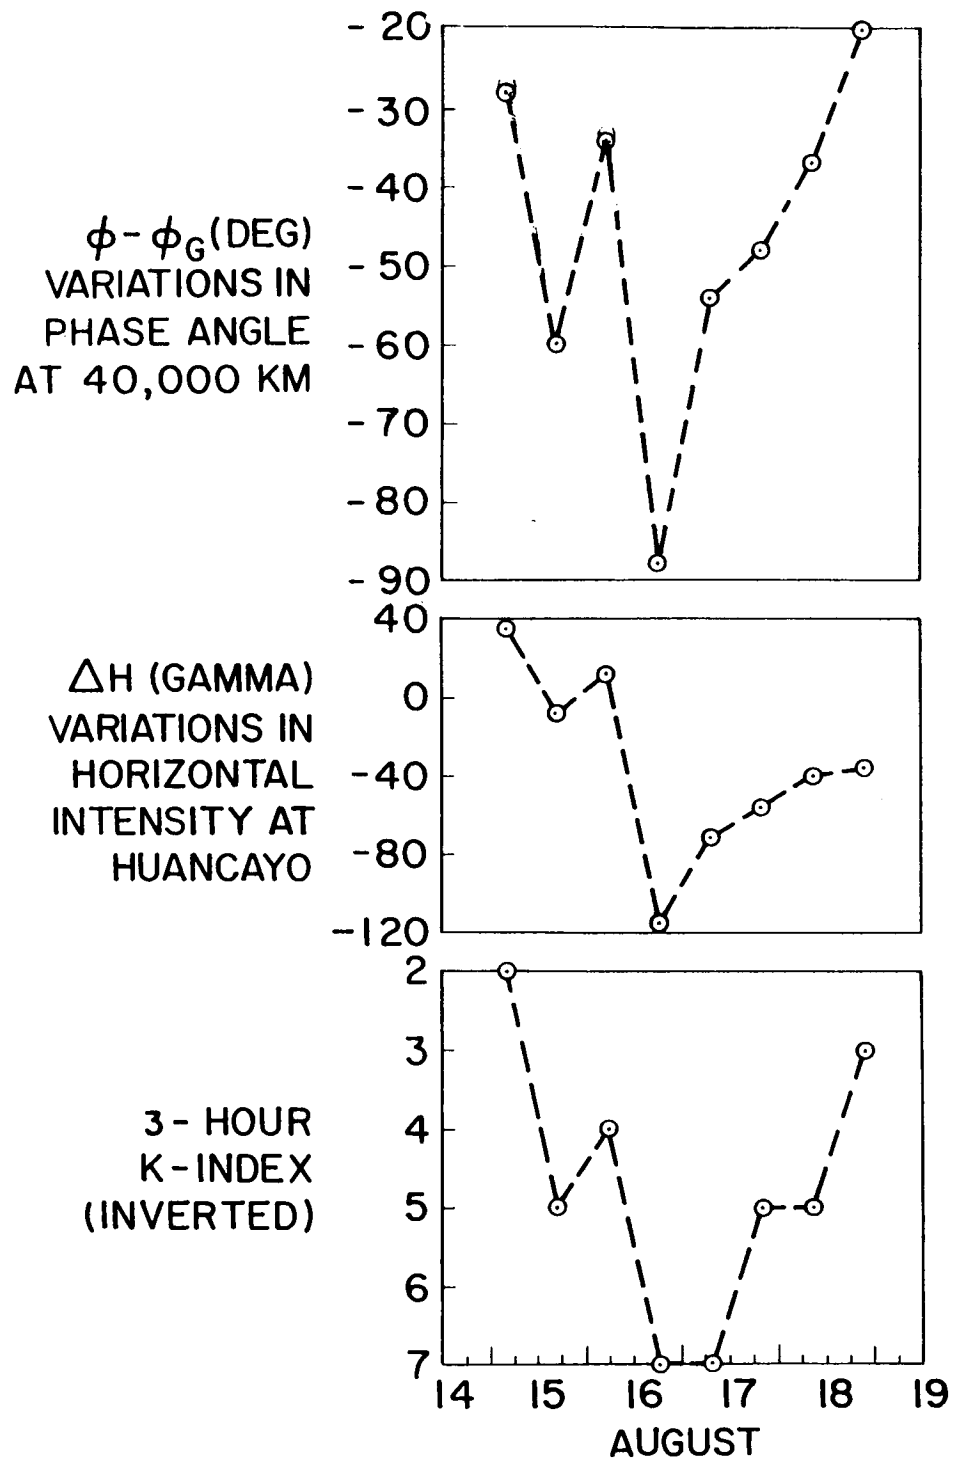 - 20
- 30
- 40
- 50
- 60
- 70
- 80
- 90
ϕ - ϕG (DEG)
VARIATIONS IN
PHASE ANGLE
AT 40,000 KM
40
0
-40
-80
-120
△H (GAMMA)
VARIATIONS IN
HORIZONTAL
INTENSITY AT
HUANCAYO
2
3
4
5
6
7
3 - HOUR
K - INDEX
(INVERTED)
14 15 16 17 18 19
AUGUST